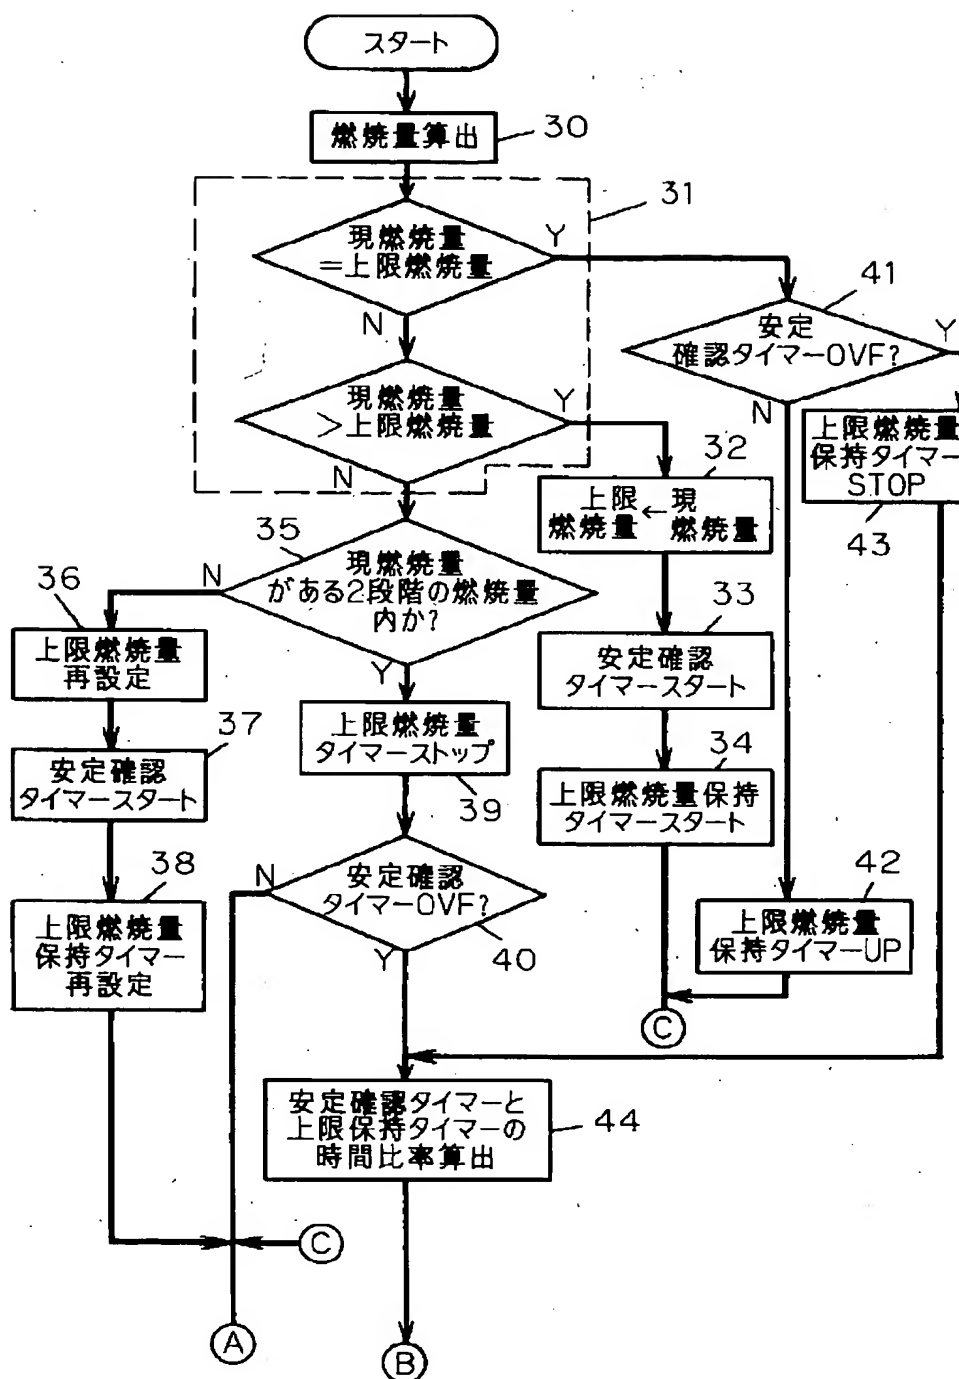 スタート
燃焼量算出
30
31
現燃焼量
=上限燃焼量
Y
N
41
安定
確認タイマーOVF?
Y
N
現燃焼量
>上限燃焼量
Y
N
上限燃焼量
保持タイマー
STOP
43
32
上限 ← 現
燃焼量 燃焼量
35
現燃焼量
がある2段階の燃焼量
内か?
N
Y
36
上限燃焼量
再設定
33
安定確認
タイマースタート
37
安定確認
タイマースタート
上限燃焼量
タイマーストップ
39
34
上限燃焼量保持
タイマースタート
38
上限燃焼量
保持タイマー
再設定
安定確認
タイマーOVF?
N
Y
40
42
上限燃焼量
保持タイマーUP
C
安定確認タイマーと
上限保持タイマーの
時間比率算出
44
C
A
B